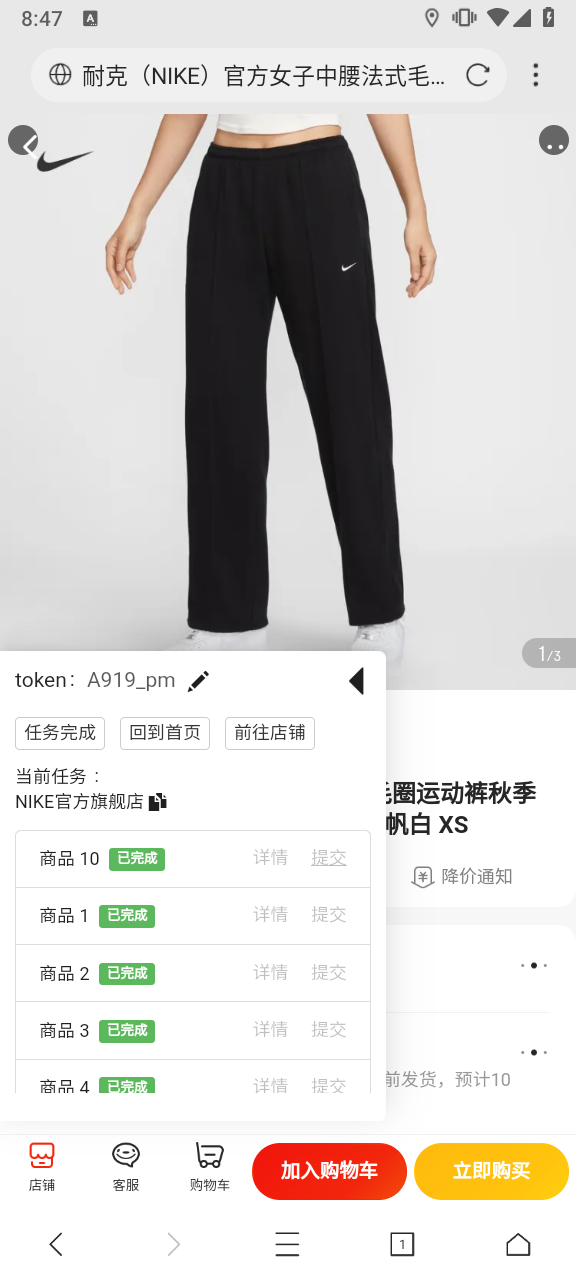 8:47
A
耐克（NIKE）官方女子中腰法式毛...
1/3
token： A919_pm
任务完成 回到首页 前往店铺
当前任务：
NIKE官方旗舰店
毛圈运动裤秋季
帆白 XS
降价通知
商品 10 已完成 详情 提交
商品 1 已完成 详情 提交
商品 2 已完成 详情 提交
商品 3 已完成 详情 提交
商品 4 已完成 详情 提交
前发货，预计10
店铺 客服 购物车 加入购物车 立即购买
1